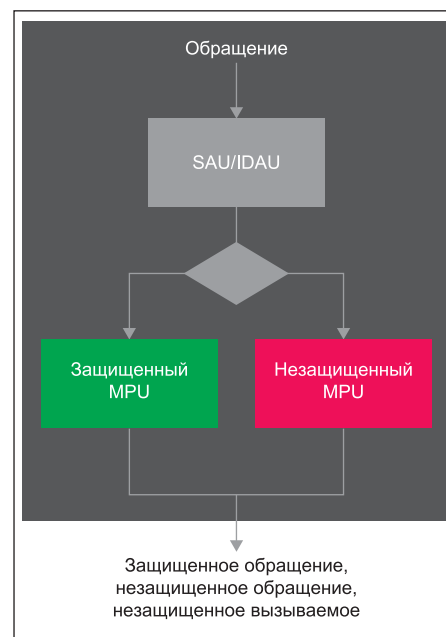 Обращение
SAU/IDAU
Защищенный
MPU
Незащищенный
MPU
Защищенное обращение,
незащищенное обращение,
незащищенное вызываемое